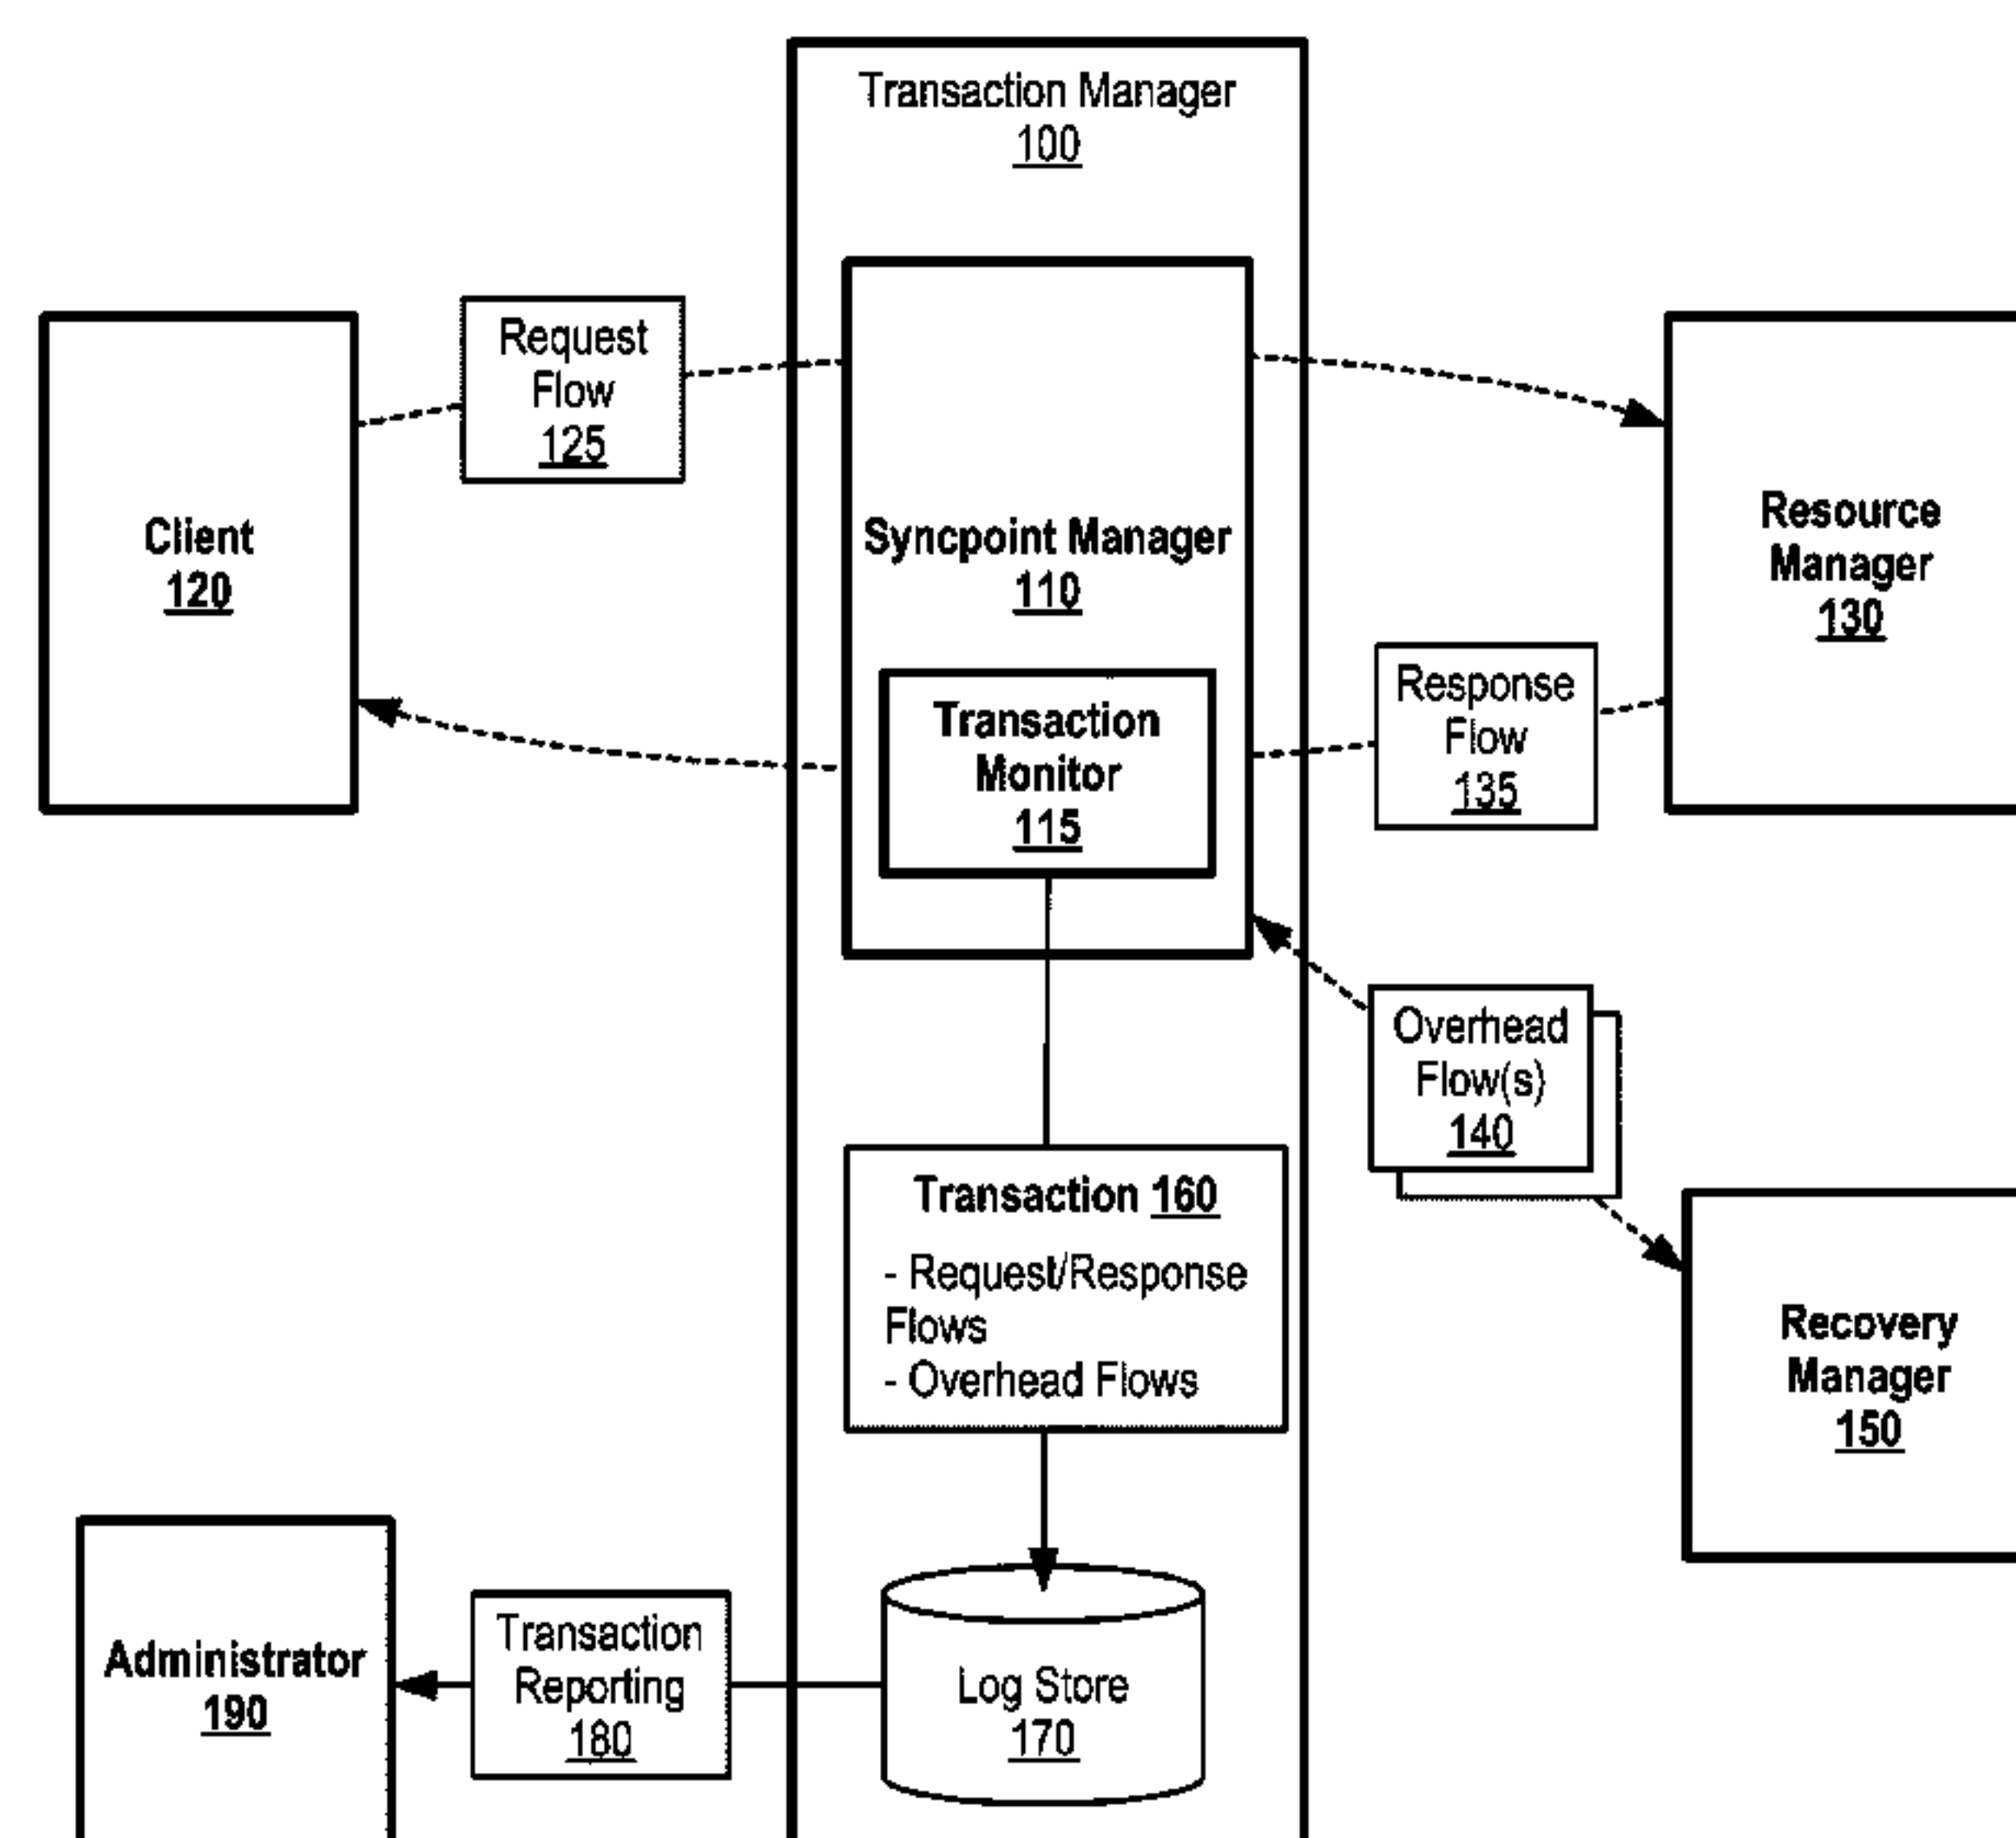 Transaction Manager
100
Request
Flow
125
Client
120
Syncpoint Manager
110
Resource
Manager
130
Transaction
Monitor
115
Response
Flow
135
Overhead
Flow(s)
140
Transaction 160
- Request/Response
Flows
- Overhead Flows
Recovery
Manager
150
Administrator
190
Transaction
Reporting
180
Log Store
170